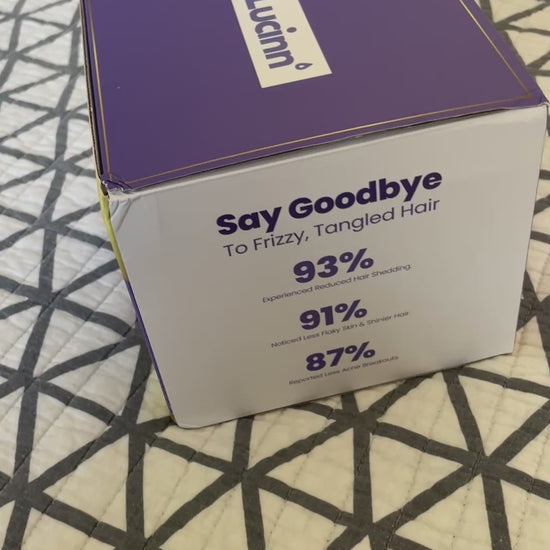 Lucinn
Say Goodbye
To Frizzy, Tangled Hair
93%
Experienced Reduced Hair Shedding.
91%
Noticed Less Flaky Skin & Shinier Hair
87%
Reported Less Acne Breakouts